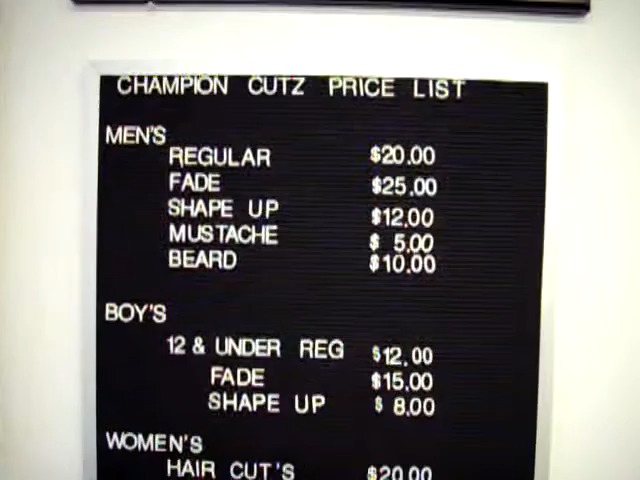 CHAMPION CUTZ PRICE LIST
MEN'S
REGULAR $20.00
FADE $25.00
SHAPE UP $12.00
MUSTACHE $ 5.00
BEARD $10.00
BOY'S
12 & UNDER REG $12.00
FADE $15.00
SHAPE UP $ 8.00
WOMEN'S
HAIR CUT'S $20.00